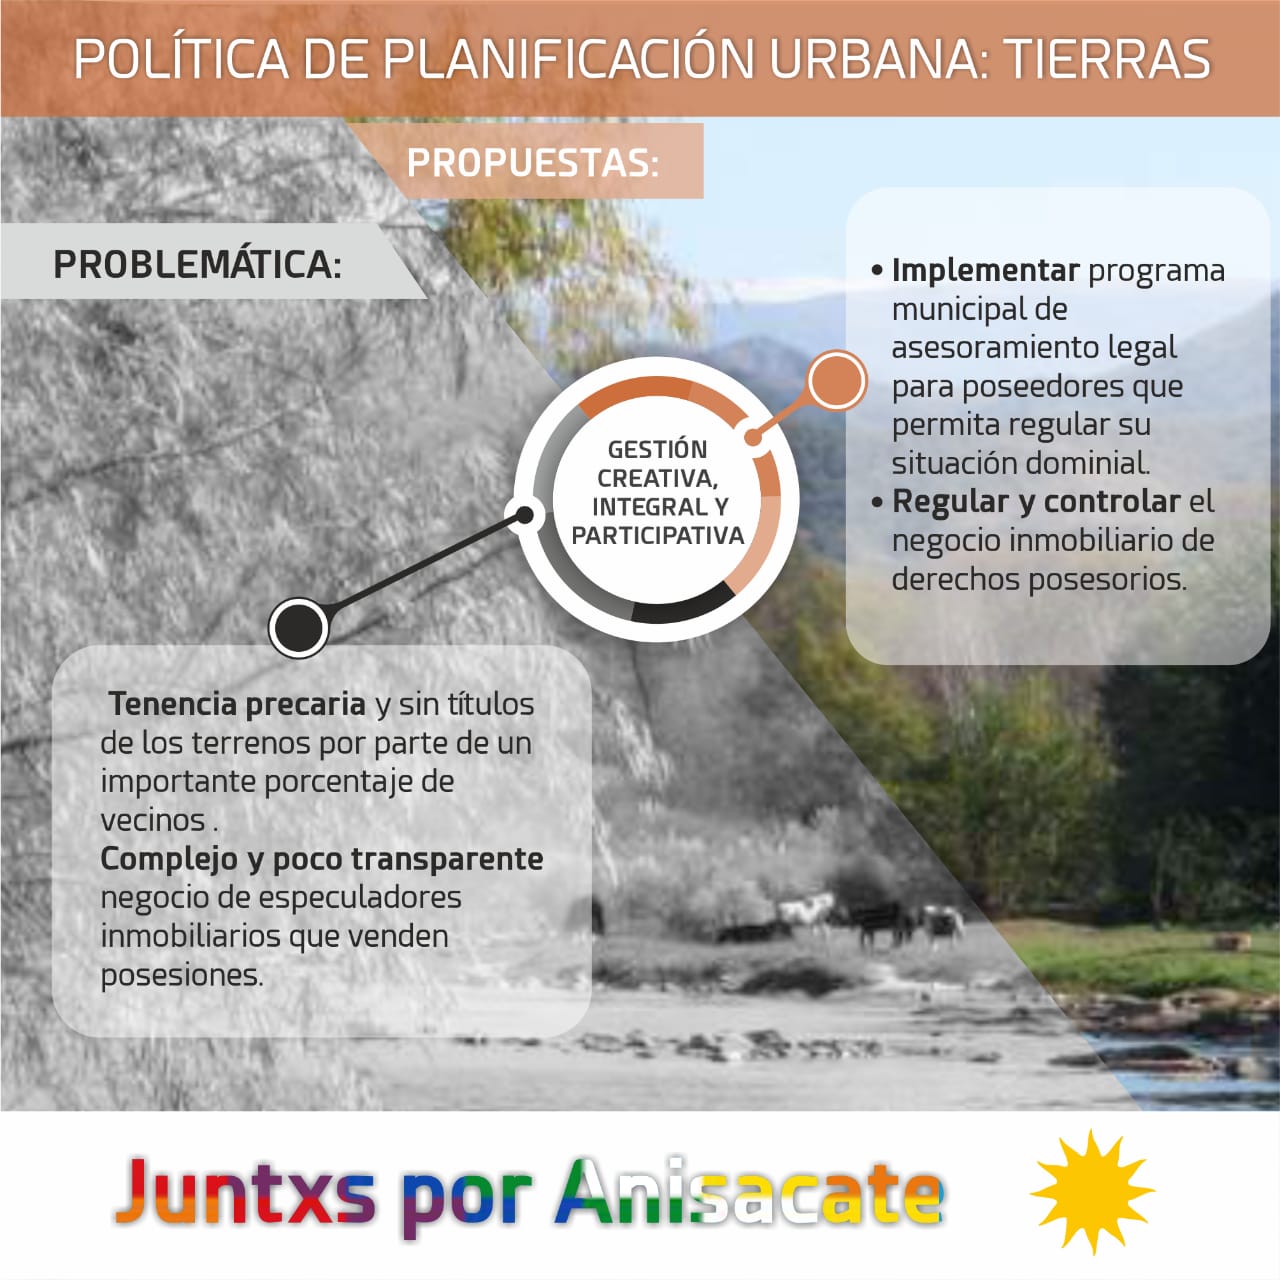 POLÍTICA DE PLANIFICACIÓN URBANA: TIERRAS
PROPUESTAS:
PROBLEMÁTICA:
• Implementar programa
municipal de
asesoramiento legal
para poseedores que
permita regular su
situación dominial.
• Regular y controlar el
negocio inmobiliario de
derechos posesorios.
GESTIÓN
CREATIVA,
INTEGRAL Y
PARTICIPATIVA
Tenencia precaria y sin títulos
de los terrenos por parte de un
importante porcentaje de
vecinos .
Complejo y poco transparente
negocio de especuladores
inmobiliarios que venden
posesiones.
Juntxs por Anisacate